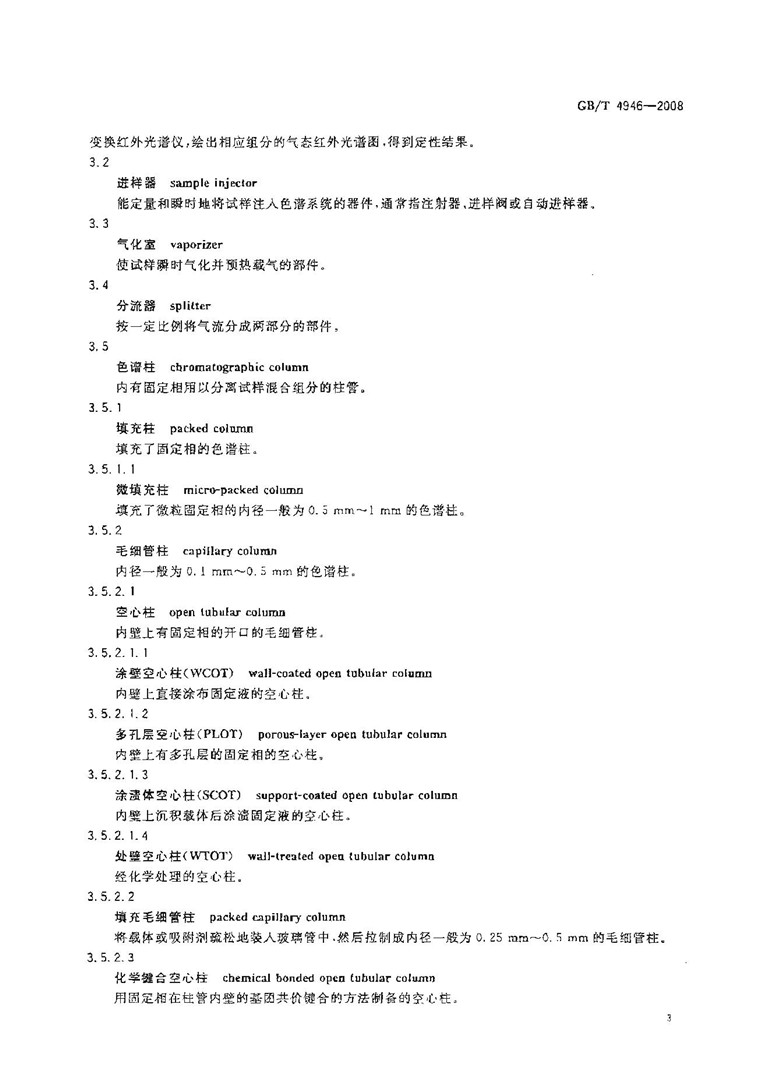 GB/T 4946—2008
变换红外光谱仪,绘出相应组分的气态红外光谱图,得到定性结果。
3.2
进样器 sample injector
能定量和瞬时地将试样注入色谱系统的器件,通常指注射器、进样阀或自动进样器。
3.3
气化室 vaporizer
使试样瞬时气化并预热载气的部件。
3.4
分流器 splitter
按一定比例将气流分成两部分的部件。
3.5
色谱柱 chromatographic column
内有固定相用以分离试样混合组分的柱管。
3.5.1
填充柱 packed column
填充了固定相的色谱柱。
3.5.1.1
微填充柱 micro-packed column
填充了微粒固定相的内径一般为 0.5 mm~1 mm 的色谱柱。
3.5.2
毛细管柱 capillary column
内径一般为 0.1 mm~0.5 mm 的色谱柱。
3.5.2.1
空心柱 open tubular column
内壁上有固定相的开口的毛细管柱。
3.5.2.1.1
涂壁空心柱(WCOT) wall-coated open tubular column
内壁上直接涂布固定液的空心柱。
3.5.2.1.2
多孔层空心柱(PLOT) porous-layer open tubular column
内壁上有多孔层的固定相的空心柱。
3.5.2.1.3
涂渍体空心柱(SCOT) support-coated open tubular column
内壁上沉积载体后涂渍固定液的空心柱。
3.5.2.1.4
处壁空心柱(WTOT) wall-treated open tubular column
经化学处理的空心柱。
3.5.2.2
填充毛细管柱 packed capillary column
将载体或吸附剂疏松地装入玻璃管中,然后拉制成内径一般为 0.25 mm~0.5 mm 的毛细管柱。
3.5.2.3
化学键合空心柱 chemical bonded open tubular column
用固定相在柱管内壁的基团共价键合的方法制备的空心柱。
3